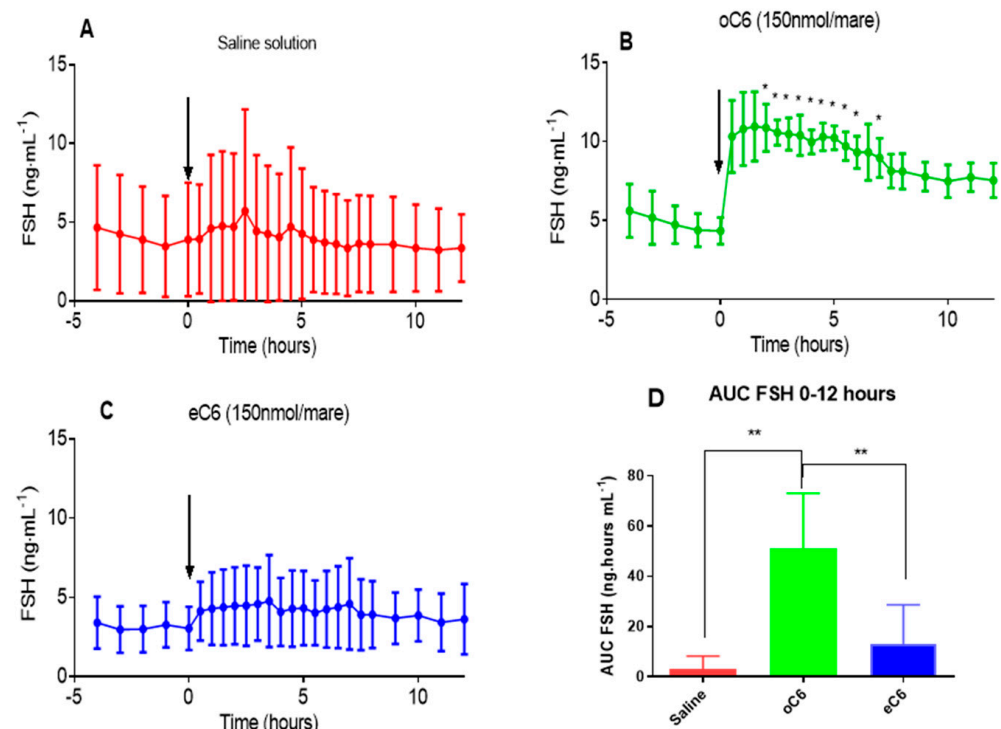 A
Saline solution
15
10
5
0
-5
0
5
10
FSH (ng·mL⁻¹)
Time (hours)
B
oC6 (150nmol/mare)
15
10
5
0
-5
0
5
10
FSH (ng·mL⁻¹)
Time (hours)
* * * * * * * * * *
C
eC6 (150nmol/mare)
15
10
5
0
-5
0
5
10
FSH (ng·mL⁻¹)
Time (hours)
D
AUC FSH 0-12 hours
**
**
80
60
40
20
0
AUC FSH (ng.hours mL⁻¹)
Saline
oC6
eC6